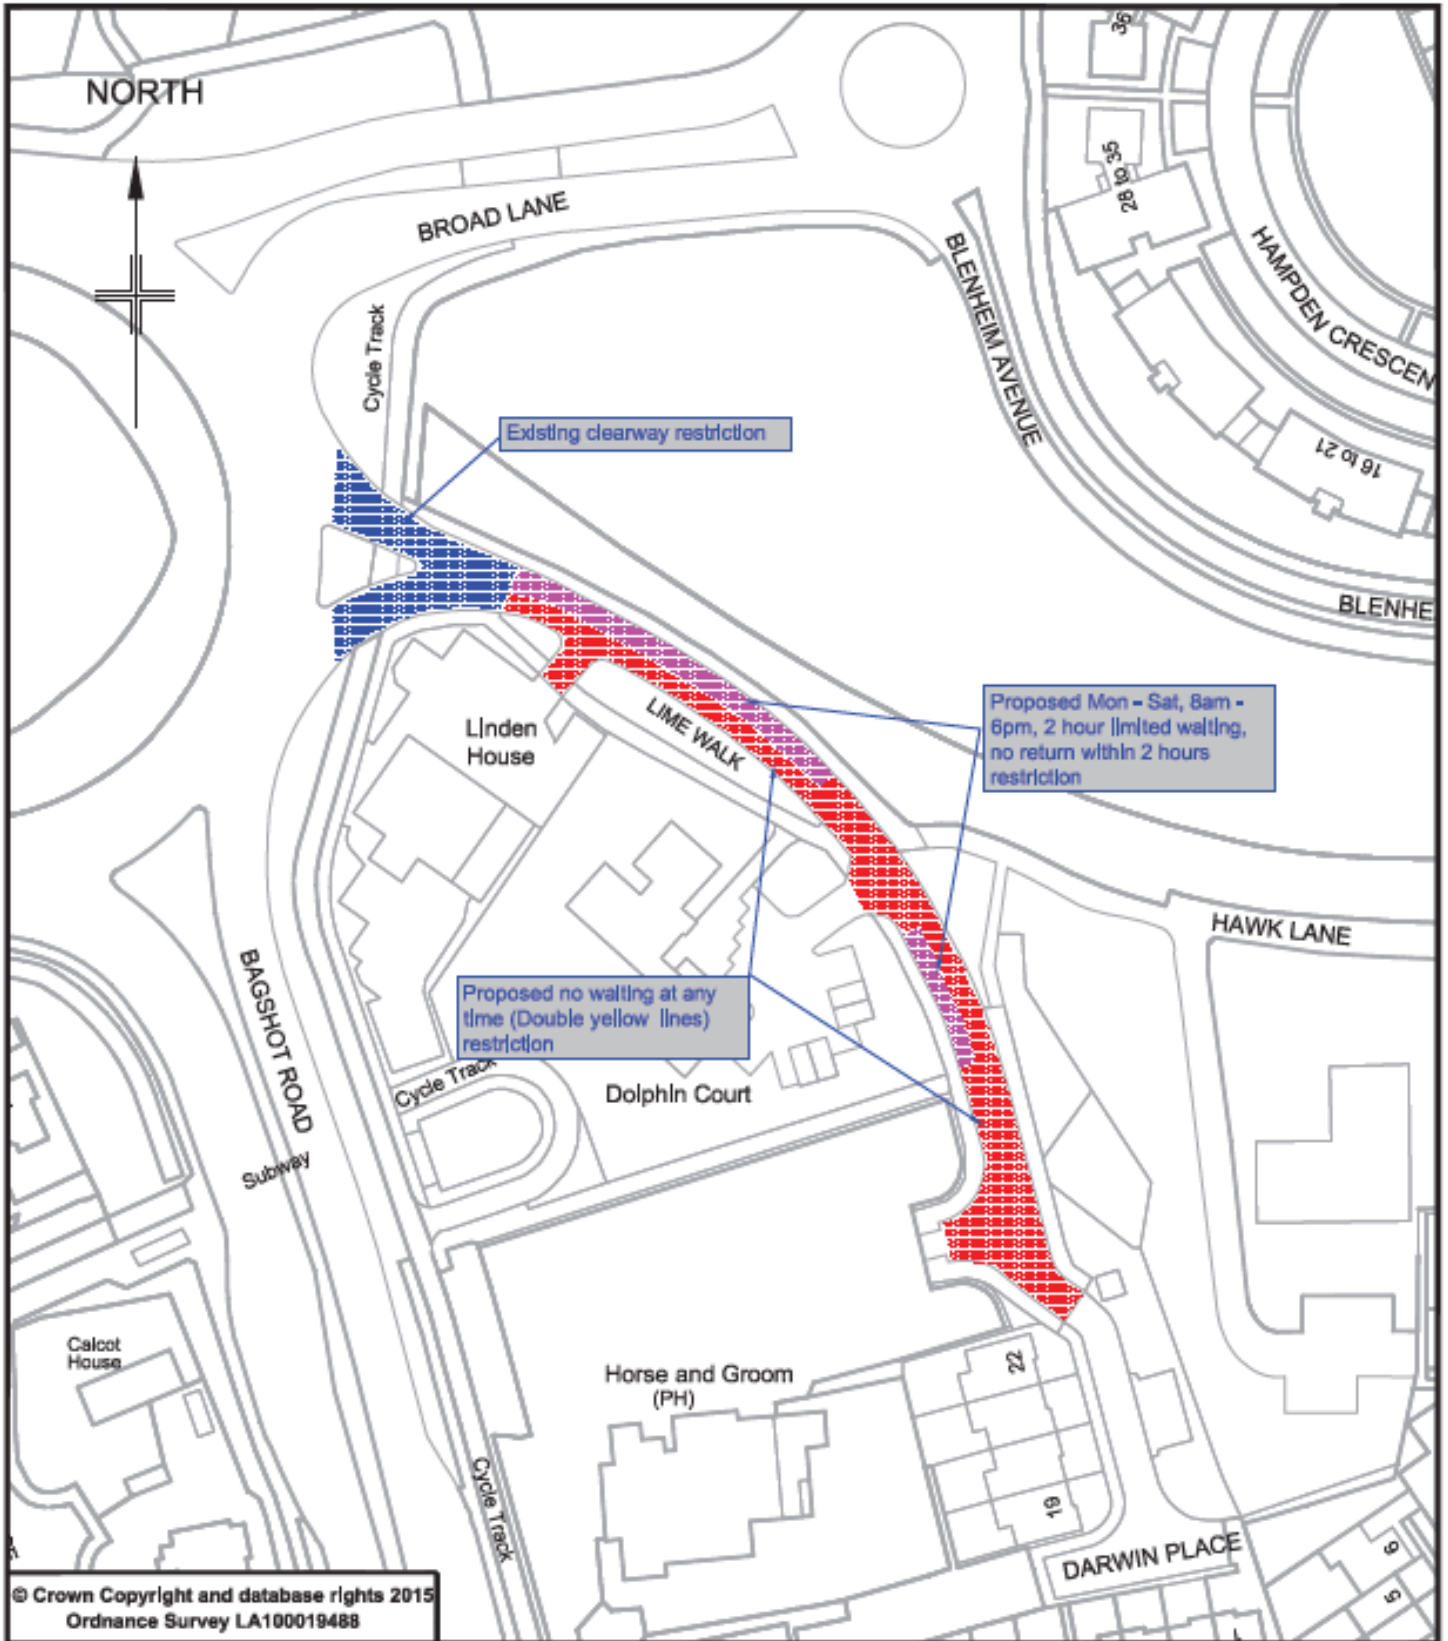 36
NORTH
28 to 35
BROAD LANE
BLENHEIM AVENUE
HAMPDEN CRESCEN
Cycle Track
Existing clearway restriction
16 to 21
BLENHE
Proposed Mon - Sat, 8am -
6pm, 2 hour limited waiting,
no return within 2 hours
restriction
LIME WALK
Linden
House
HAWK LANE
BAGSHOT ROAD
Proposed no waiting at any
time (Double yellow lines)
restriction
Cycle Track
Dolphin Court
Subway
Calcot
House
Horse and Groom
(PH)
22
19
Cycle Track
DARWIN PLACE
6
5
© Crown Copyright and database rights 2015
Ordnance Survey LA100019488